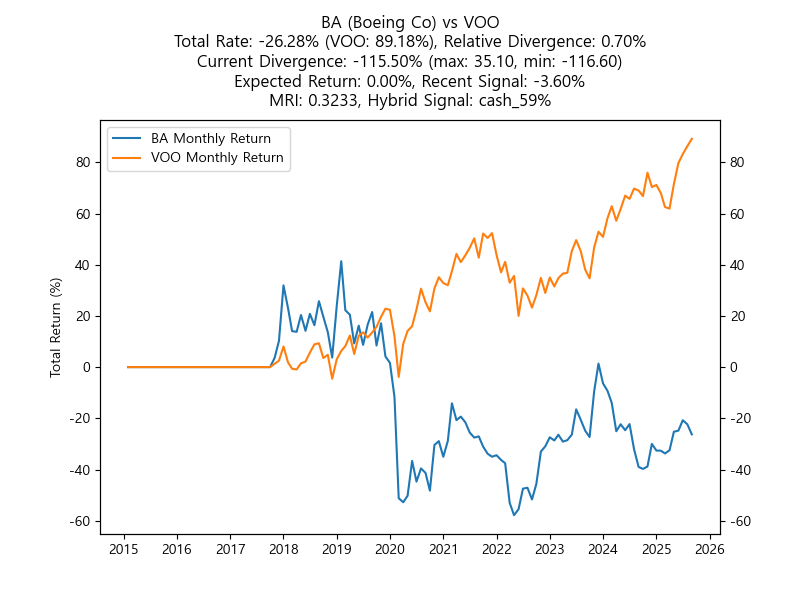 BA (Boeing Co) vs VOO
Total Rate: -26.28% (VOO: 89.18%), Relative Divergence: 0.70%
Current Divergence: -115.50% (max: 35.10, min: -116.60)
Expected Return: 0.00%, Recent Signal: -3.60%
MRI: 0.3233, Hybrid Signal: cash_59%
BA Monthly Return
VOO Monthly Return
Total Return (%)
80
60
40
20
0
-20
-40
-60
80
60
40
20
0
-20
-40
-60
2015 2016 2017 2018 2019 2020 2021 2022 2023 2024 2025 2026